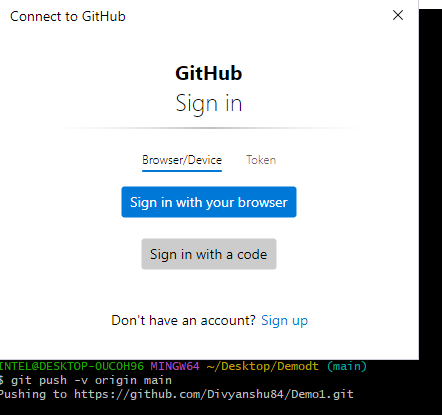 Connect to GitHub
GitHub
Sign in
Browser/Device Token
Sign in with your browser
Sign in with a code
Don't have an account? Sign up
INTEL@DESKTOP-OUCOH96 MINGW64 ~/Desktop/Demodt (main)
$ git push -v origin main
Pushing to https://github.com/Divyanshu84/Demo1.git